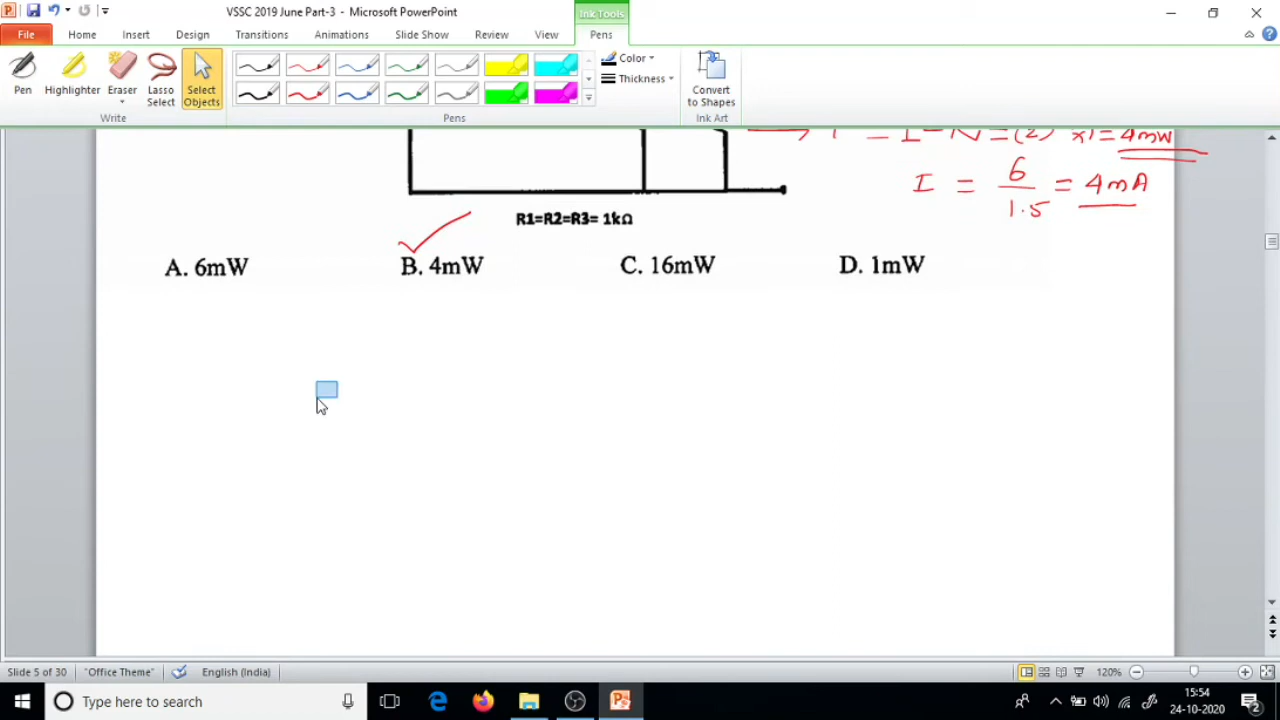 VSSC 2019 June Part-3 - Microsoft PowerPoint
Ink Tools
File Home Insert Design Transitions Animations Slide Show Review View Pens
Pen Highlighter Eraser Lasso Select Select Objects
Color
Thickness
Convert to Shapes
Write Pens Ink Art
= 4mW
I = 6/1.5 = 4mA
R1=R2=R3= 1kΩ
A. 6mW B. 4mW C. 16mW D. 1mW
Slide 5 of 30 "Office Theme" English (India) 120%
Type here to search
15:54
24-10-2020
2